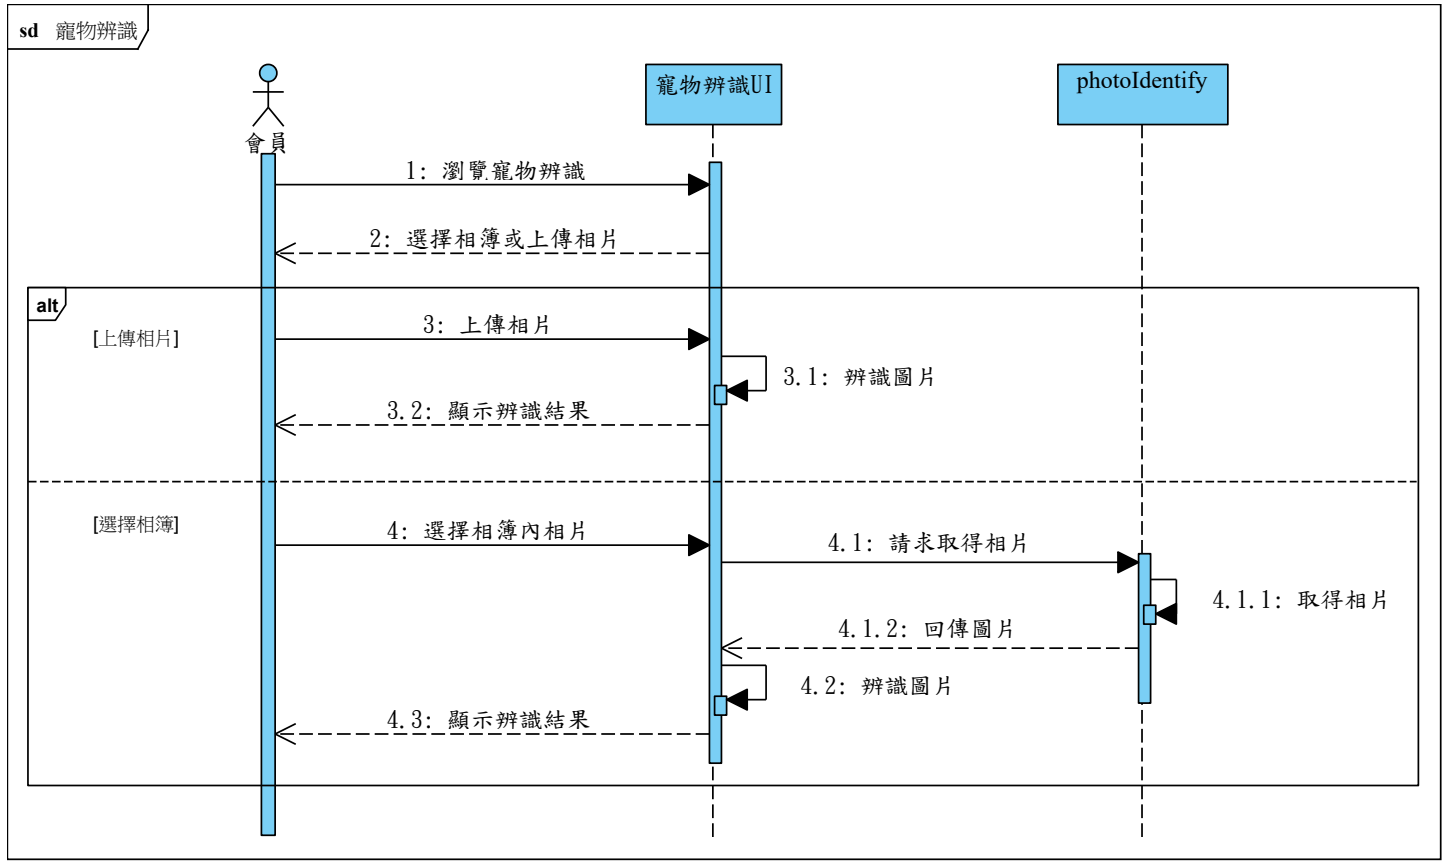 sd 寵物辨識
會員
寵物辨識UI
photoIdentify
1: 瀏覽寵物辨識
2: 選擇相簿或上傳相片
alt
[上傳相片]
3: 上傳相片
3.1: 辨識圖片
3.2: 顯示辨識結果
[選擇相簿]
4: 選擇相簿內相片
4.1: 請求取得相片
4.1.1: 取得相片
4.1.2: 回傳圖片
4.2: 辨識圖片
4.3: 顯示辨識結果